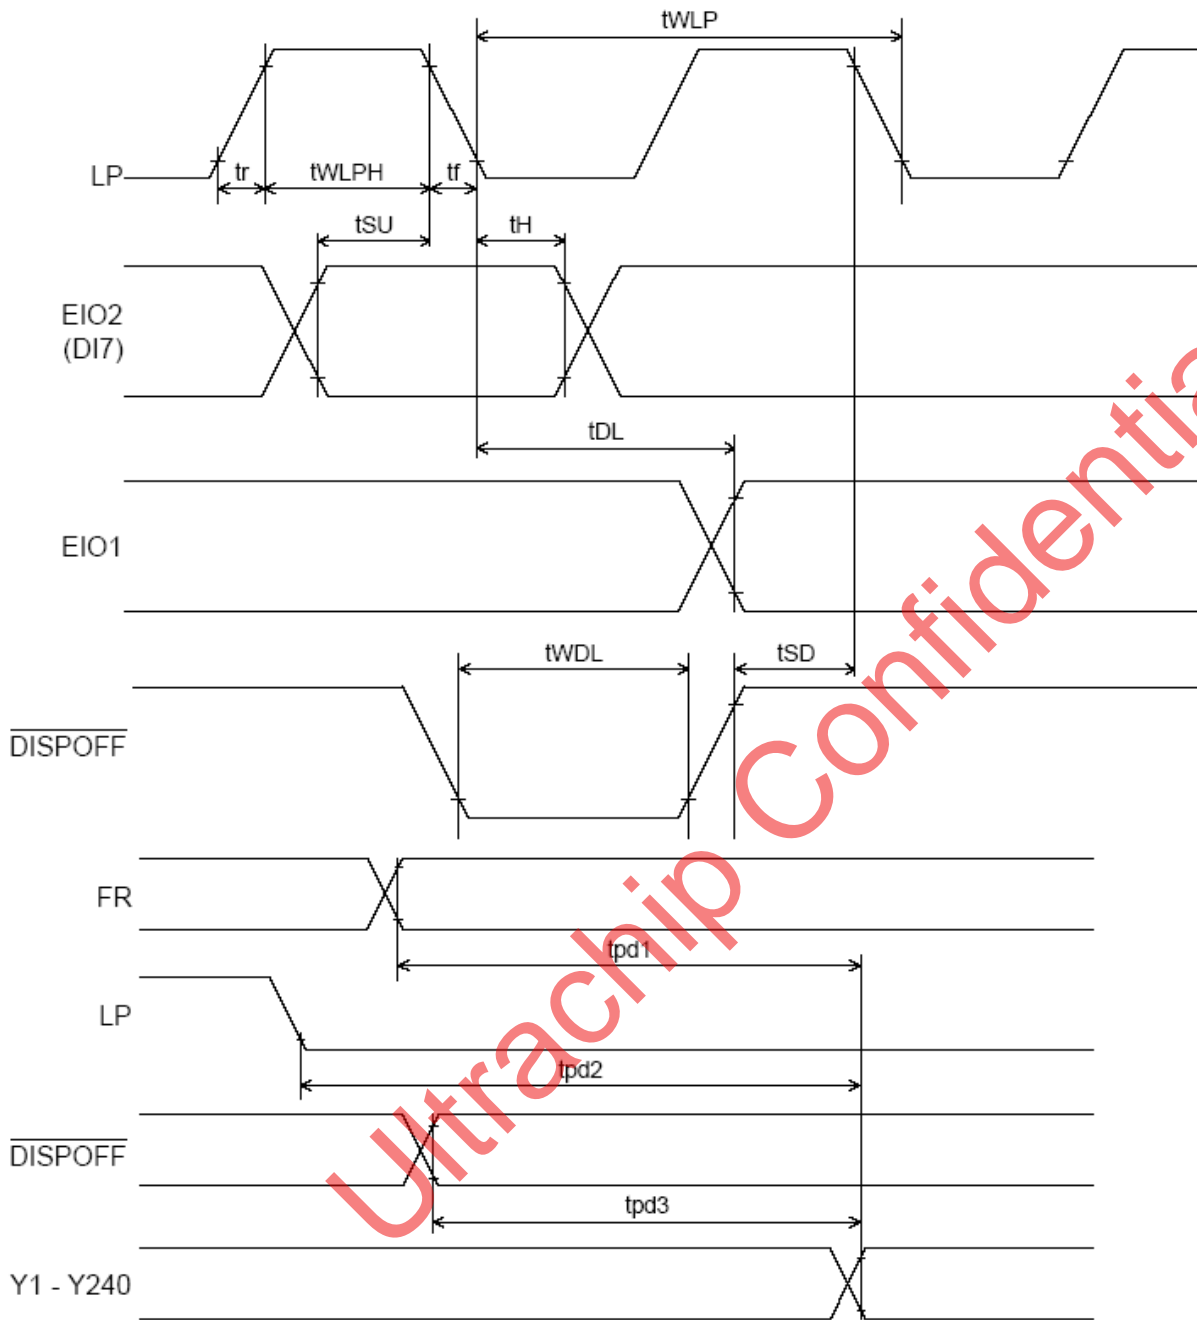 tWLP
LP
tr
tWLPH
tf
tSU
tH
EIO2
(DI7)
tDL
EIO1
tWDL
tSD
DISPOFF
FR
tpd1
LP
tpd2
DISPOFF
tpd3
Y1 - Y240
Ultrachip Confidentia